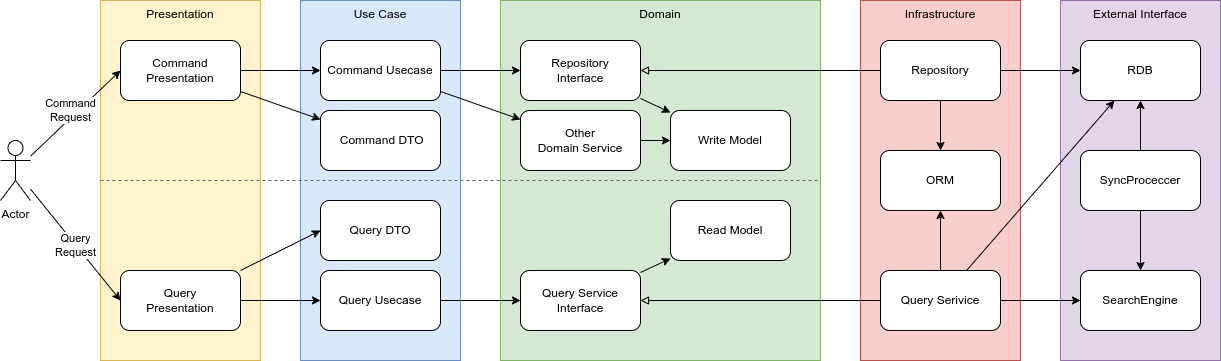 Presentation
Use Case
Domain
Infrastructure
External Interface
Command
Presentation
Command Usecase
Repository
Interface
Repository
RDB
Command
Request
Command DTO
Other
Domain Service
Write Model
Actor
ORM
SyncProceccer
Query
Request
Query DTO
Read Model
Query
Presentation
Query Usecase
Query Service
Interface
Query Serivice
SearchEngine